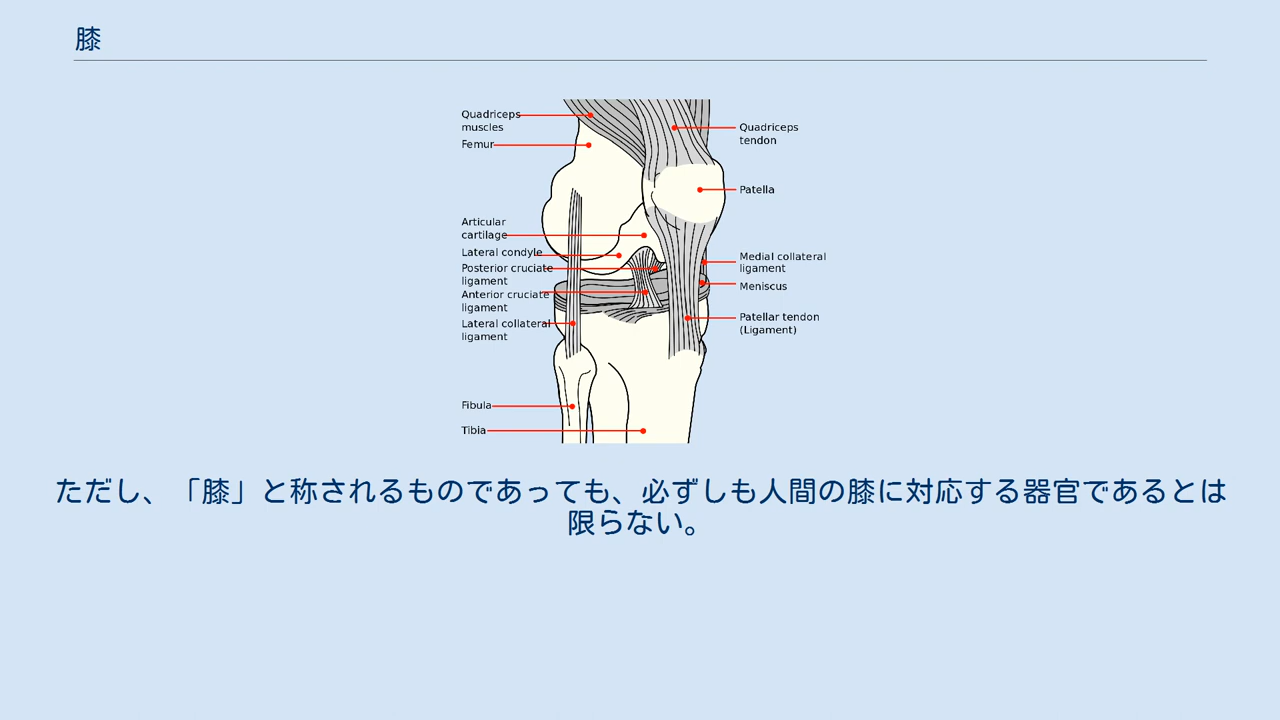 膝
Quadriceps
muscles
Femur
Articular
cartilage
Lateral condyle
Posterior cruciate
ligament
Anterior cruciate
ligament
Lateral collateral
ligament
Fibula
Tibia
Quadriceps
tendon
Patella
Medial collateral
ligament
Meniscus
Patellar tendon
(Ligament)
ただし、「膝」と称されるものであっても、必ずしも人間の膝に対応する器官であるとは
限らない。